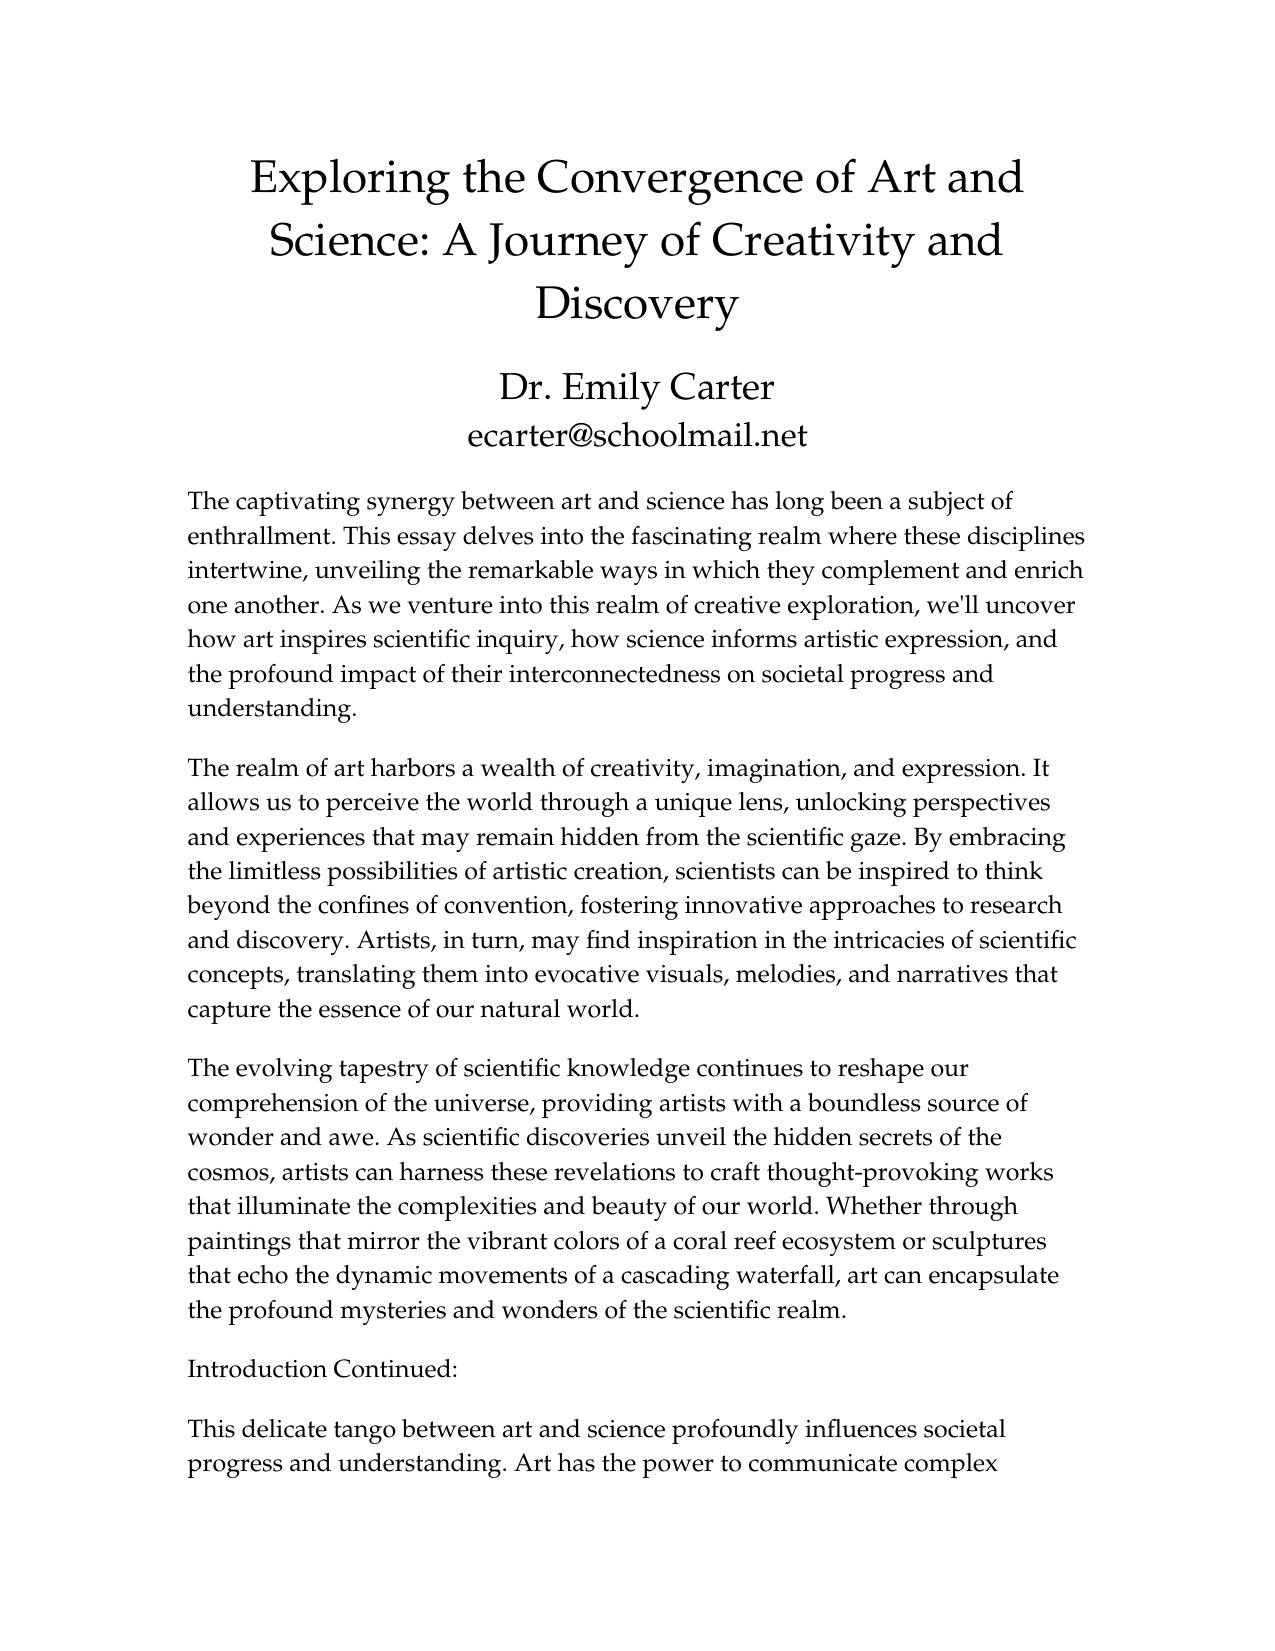 Exploring the Convergence of Art and
Science: A Journey of Creativity and
Discovery
Dr. Emily Carter
ecarter@schoolmail.net
The captivating synergy between art and science has long been a subject of
enthrallment. This essay delves into the fascinating realm where these disciplines
intertwine, unveiling the remarkable ways in which they complement and enrich
one another. As we venture into this realm of creative exploration, we'll uncover
how art inspires scientific inquiry, how science informs artistic expression, and
the profound impact of their interconnectedness on societal progress and
understanding.
The realm of art harbors a wealth of creativity, imagination, and expression. It
allows us to perceive the world through a unique lens, unlocking perspectives
and experiences that may remain hidden from the scientific gaze. By embracing
the limitless possibilities of artistic creation, scientists can be inspired to think
beyond the confines of convention, fostering innovative approaches to research
and discovery. Artists, in turn, may find inspiration in the intricacies of scientific
concepts, translating them into evocative visuals, melodies, and narratives that
capture the essence of our natural world.
The evolving tapestry of scientific knowledge continues to reshape our
comprehension of the universe, providing artists with a boundless source of
wonder and awe. As scientific discoveries unveil the hidden secrets of the
cosmos, artists can harness these revelations to craft thought-provoking works
that illuminate the complexities and beauty of our world. Whether through
paintings that mirror the vibrant colors of a coral reef ecosystem or sculptures
that echo the dynamic movements of a cascading waterfall, art can encapsulate
the profound mysteries and wonders of the scientific realm.
Introduction Continued:
This delicate tango between art and science profoundly influences societal
progress and understanding. Art has the power to communicate complex